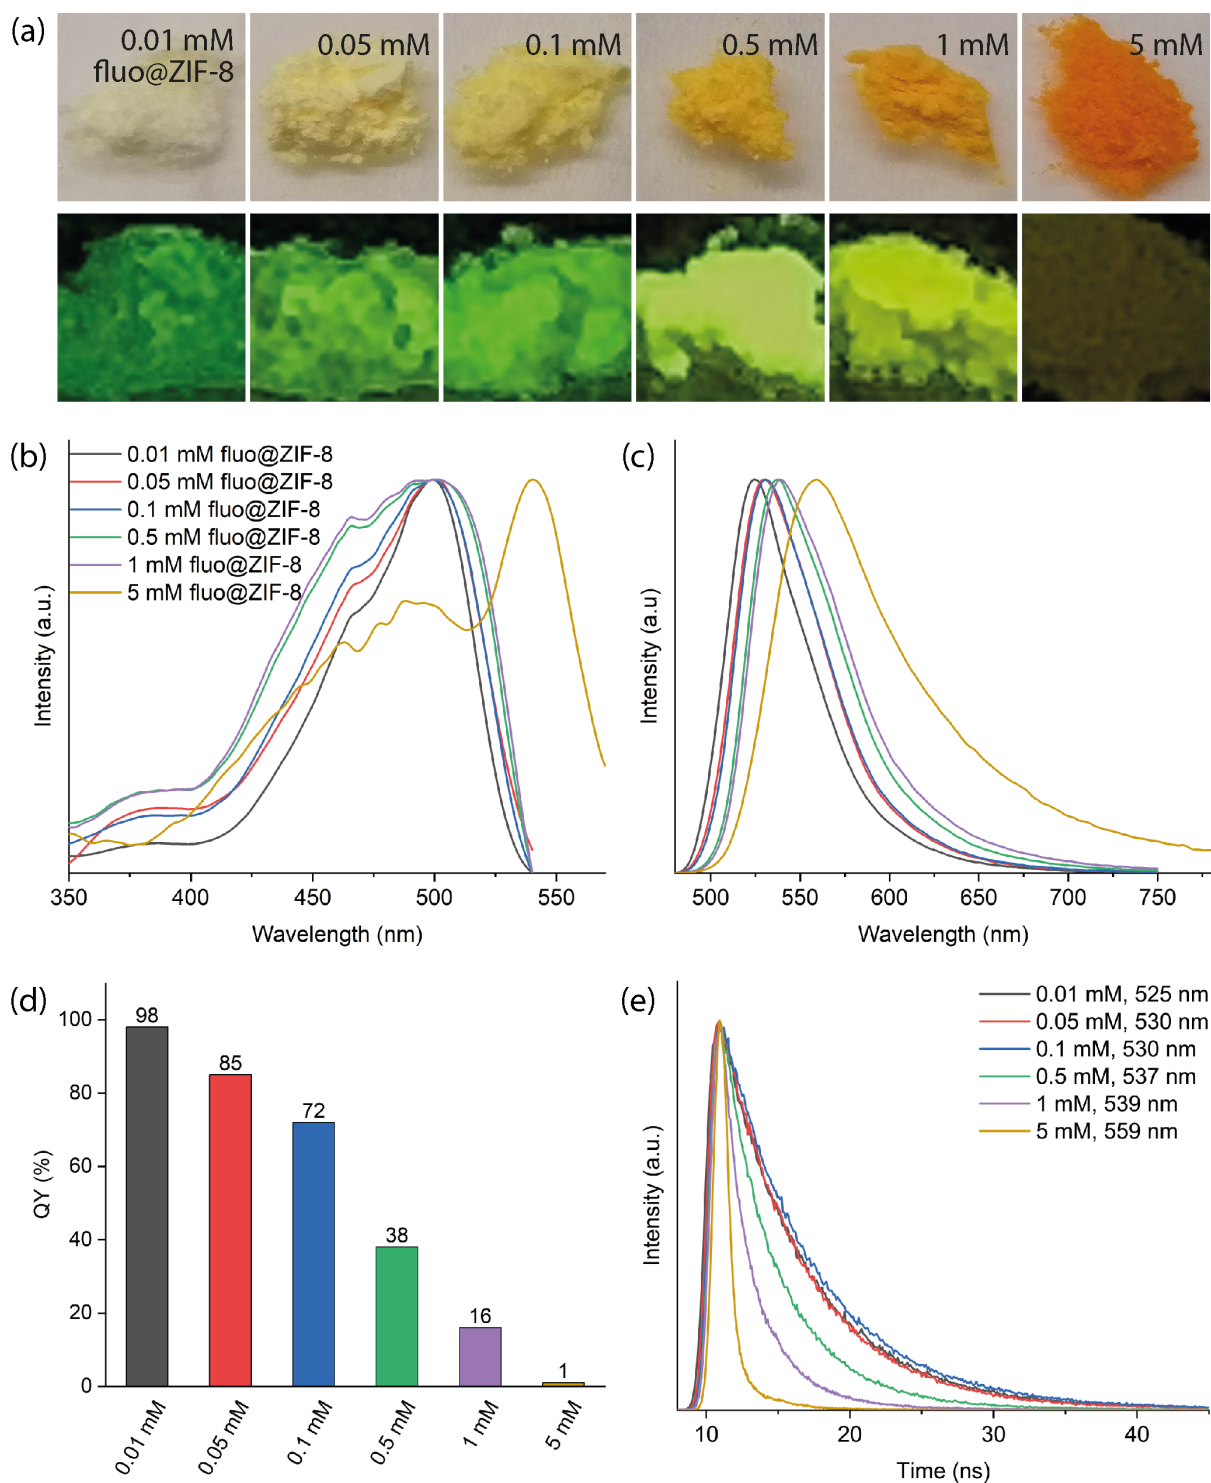 (a)
0.01 mM
fluo@ZIF-8
0.05 mM
0.1 mM
0.5 mM
1 mM
5 mM
(b)
0.01 mM fluo@ZIF-8
0.05 mM fluo@ZIF-8
0.1 mM fluo@ZIF-8
0.5 mM fluo@ZIF-8
1 mM fluo@ZIF-8
5 mM fluo@ZIF-8
Intensity (a.u.)
350 400 450 500 550
Wavelength (nm)
(c)
Intensity (a.u)
500 550 600 650 700 750
Wavelength (nm)
(d)
QY (%)
100
80
60
40
20
0
98
85
72
38
16
1
0.01 mM
0.05 mM
0.1 mM
0.5 mM
1 mM
5 mM
(e)
0.01 mM, 525 nm
0.05 mM, 530 nm
0.1 mM, 530 nm
0.5 mM, 537 nm
1 mM, 539 nm
5 mM, 559 nm
Intensity (a.u.)
10 20 30 40
Time (ns)